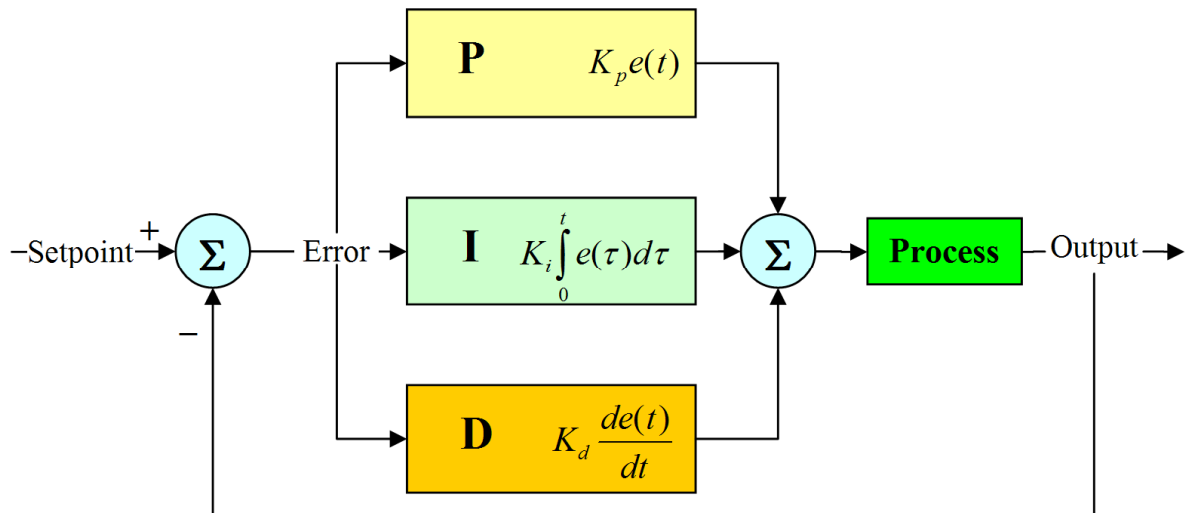 P K_p e(t)
Setpoint + Σ Error I K_i ∫_0^t e(τ)dτ Σ Process Output
−
D K_d de(t)/dt